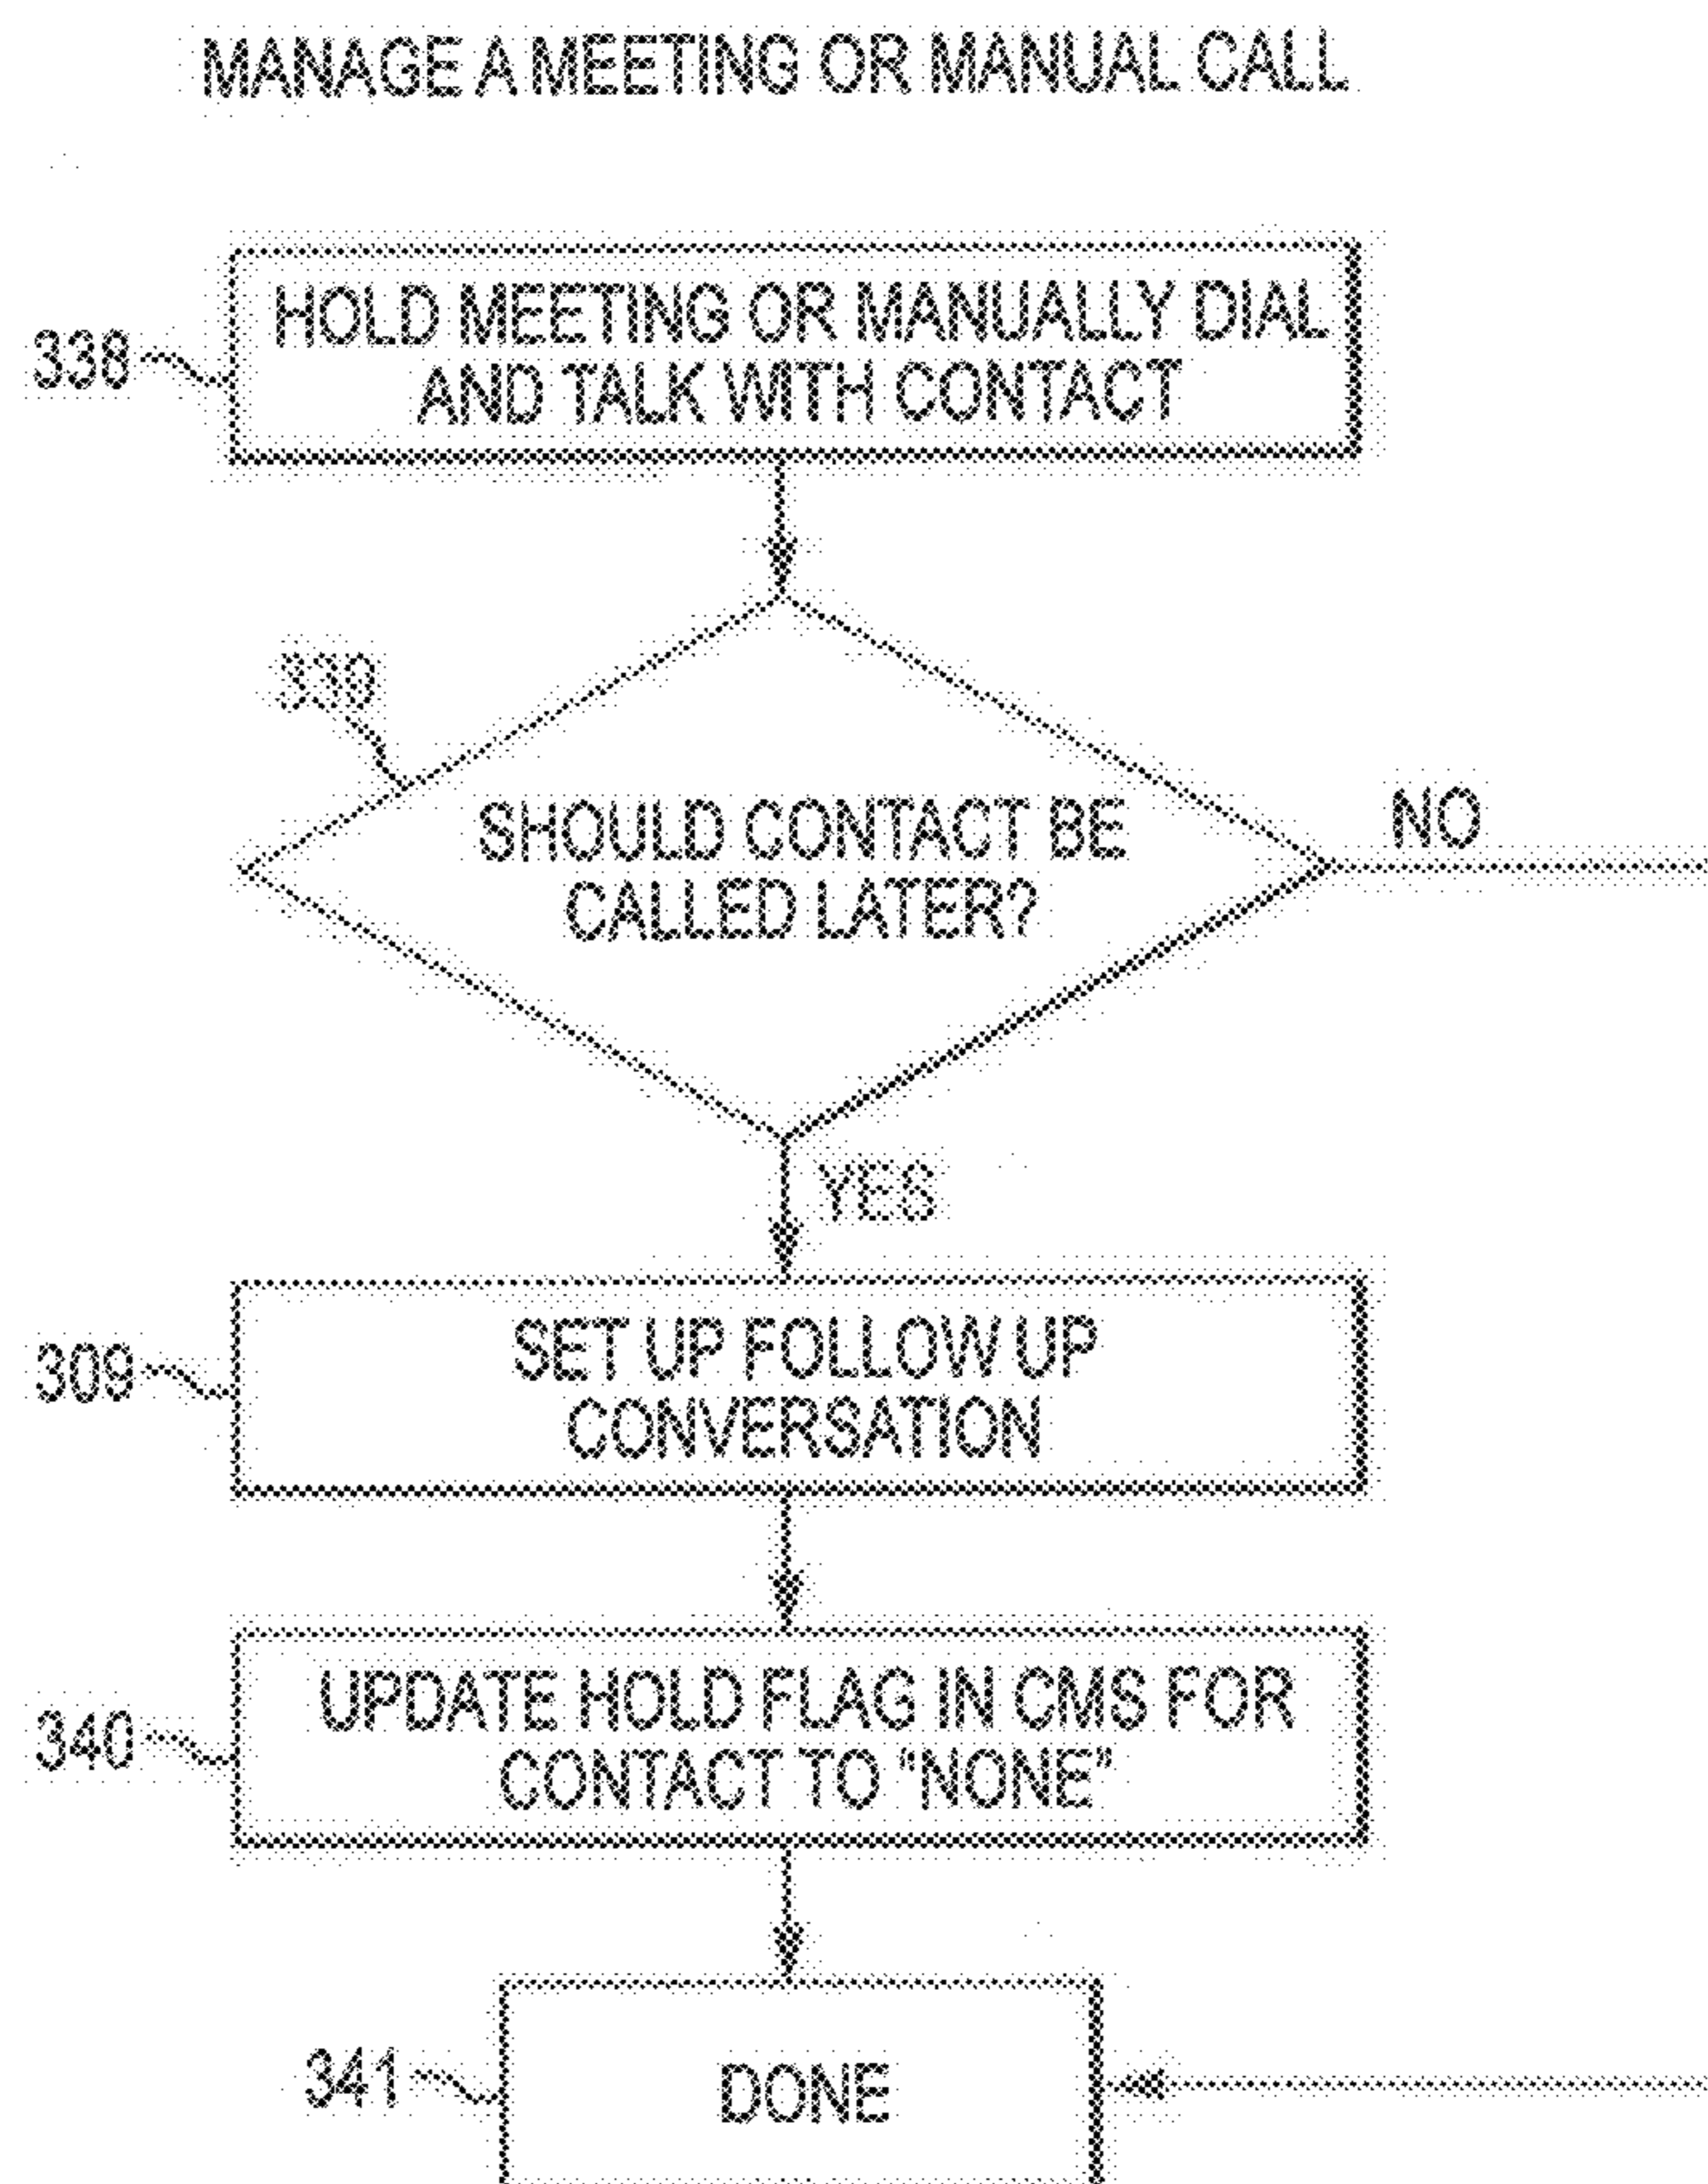 MANAGE A MEETING OR MANUAL CALL
338
HOLD MEETING OR MANUALLY DIAL
AND TALK WITH CONTACT
339
SHOULD CONTACT BE
CALLED LATER?
NO
YES
309
SET UP FOLLOW UP
CONVERSATION
340
UPDATE HOLD FLAG IN CMS FOR
CONTACT TO "NONE"
341
DONE